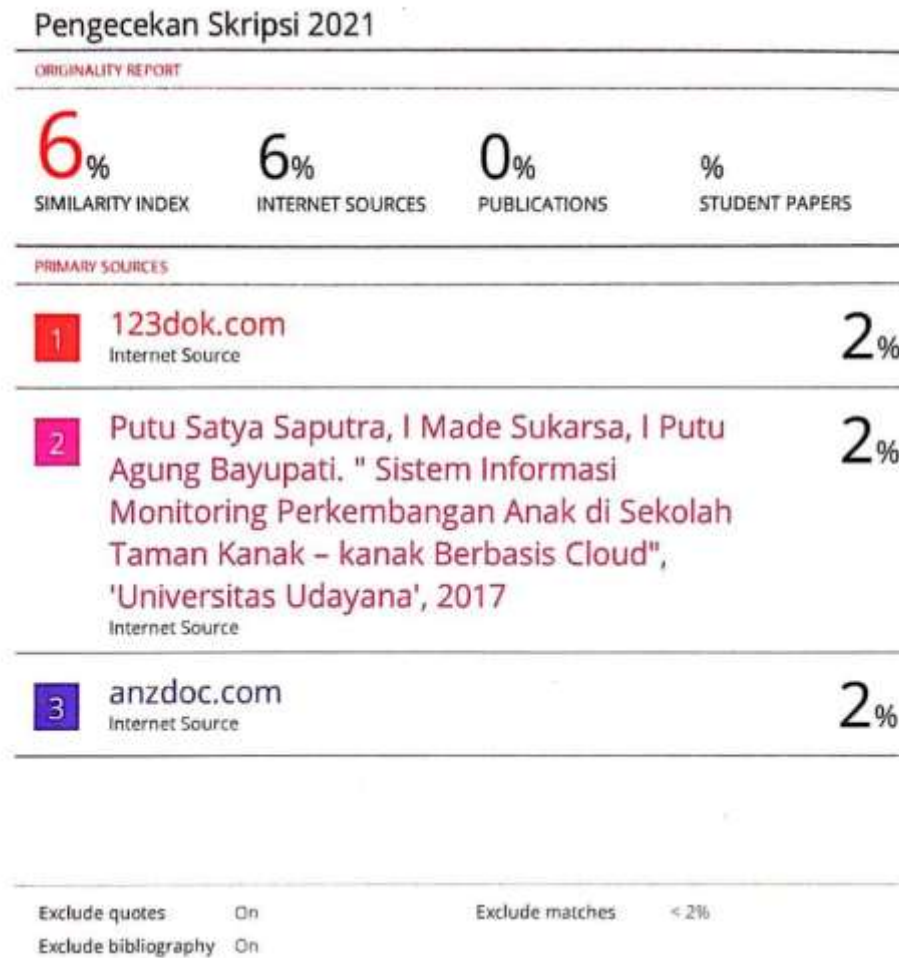 Pengecekan Skripsi 2021
ORIGINALITY REPORT
6% 6% 0% %
SIMILARITY INDEX INTERNET SOURCES PUBLICATIONS STUDENT PAPERS
PRIMARY SOURCES
1 123dok.com 2%
Internet Source
2 Putu Satya Saputra, I Made Sukarsa, I Putu 2%
Agung Bayupati. " Sistem Informasi
Monitoring Perkembangan Anak di Sekolah
Taman Kanak – kanak Berbasis Cloud",
'Universitas Udayana', 2017
Internet Source
3 anzdoc.com 2%
Internet Source
Exclude quotes On Exclude matches < 2%
Exclude bibliography On